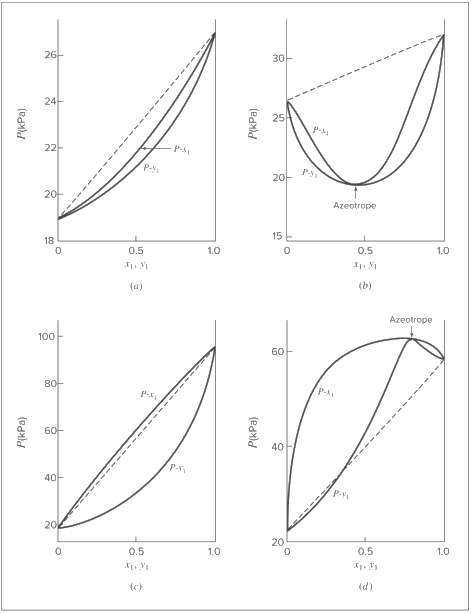 P(kPa)
26
24
22
20
18
P-x₁
P-y₁
0
0.5
1.0
x₁, y₁
(a)
P(kPa)
30
25
20
15
P-x₁
P-y₁
Azeotrope
0
0.5
1.0
x₁, y₁
(b)
P(kPa)
100
80
60
40
20
P-x₁
P-y₁
0
0.5
1.0
x₁, y₁
(c)
Azeotrope
P(kPa)
60
40
20
P-x₁
P-y₁
0
0.5
1.0
x₁, y₁
(d)